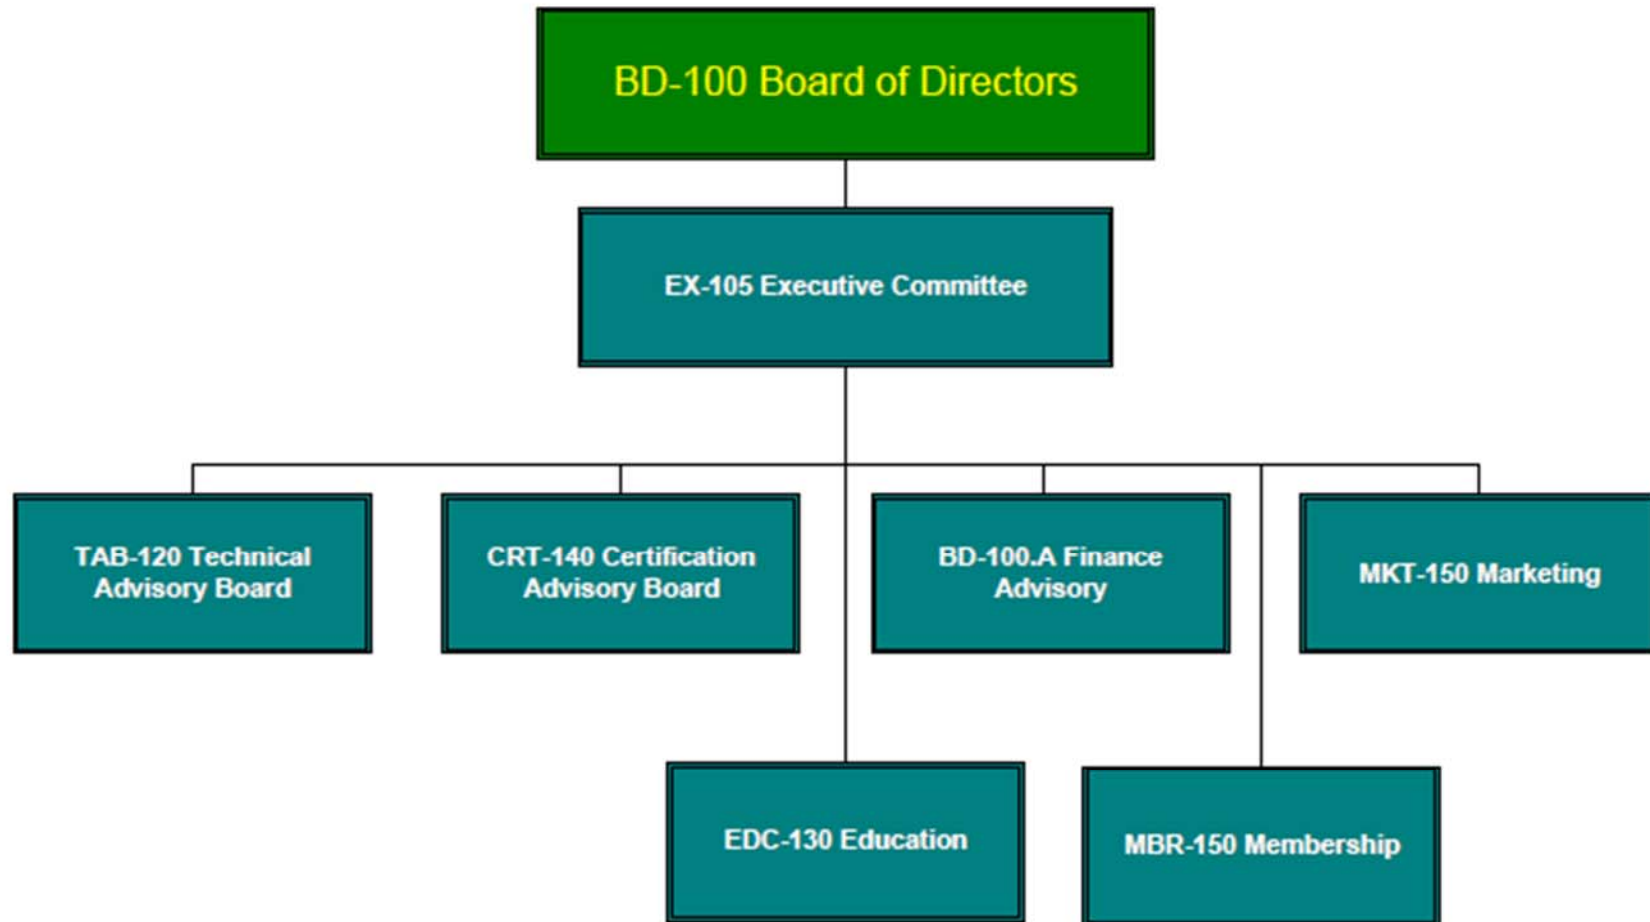 BD-100 Board of Directors
EX-105 Executive Committee
TAB-120 Technical
Advisory Board
CRT-140 Certification
Advisory Board
BD-100.A Finance
Advisory
MKT-150 Marketing
EDC-130 Education
MBR-150 Membership